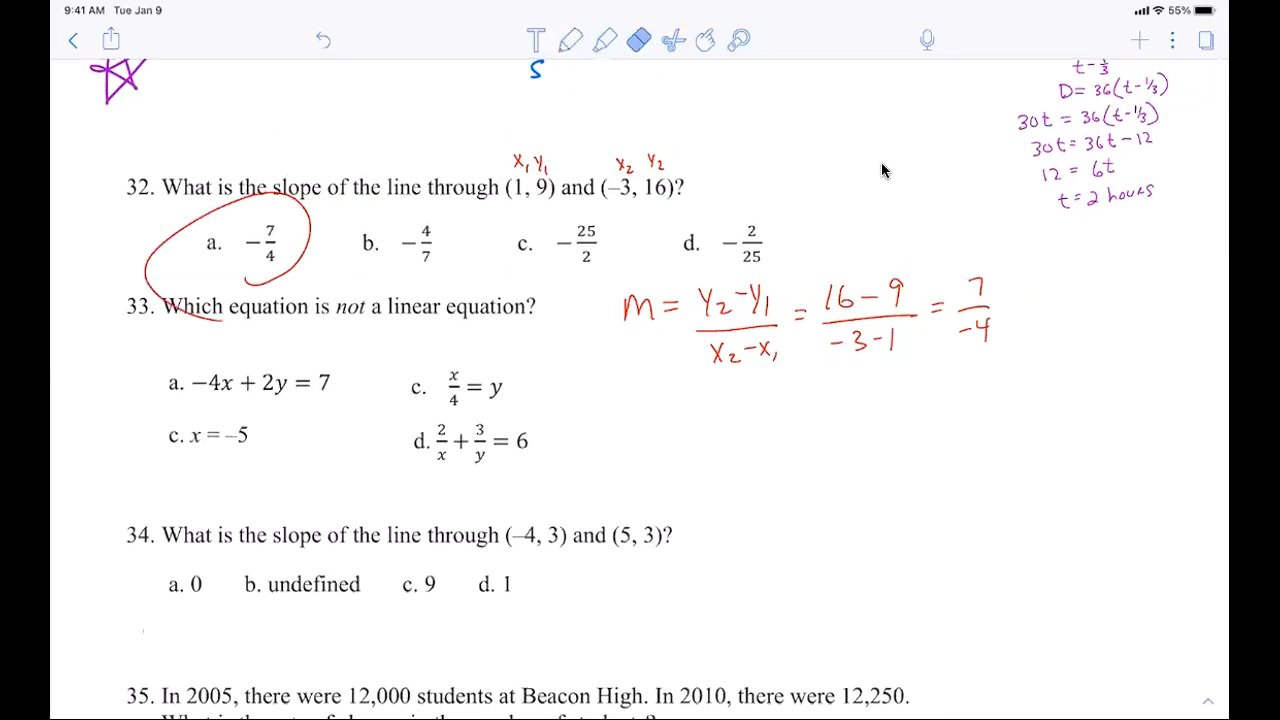 9:41 AM Tue Jan 9
55%
T
S
t - 1/3
D = 36(t - 1/3)
30t = 36(t - 1/3)
30t = 36t - 12
12 = 6t
t = 2 hours
x₁ y₁ x₂ y₂
32. What is the slope of the line through (1, 9) and (–3, 16)?
a. −7/4 b. −4/7 c. −25/2 d. −2/25
33. Which equation is not a linear equation?
m = (y₂ - y₁)/(x₂ - x₁) = (16 - 9)/(-3 - 1) = 7/-4
a. −4x + 2y = 7 c. x/4 = y
c. x = –5 d. 2/x + 3/y = 6
34. What is the slope of the line through (–4, 3) and (5, 3)?
a. 0 b. undefined c. 9 d. 1
35. In 2005, there were 12,000 students at Beacon High. In 2010, there were 12,250.